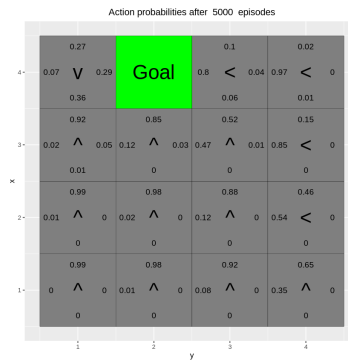 Action probabilities after 5000 episodes
0.27 0.1 0.02
4 0.07 v 0.29 Goal 0.8 < 0.04 0.97 < 0
0.36 0.06 0.01
0.92 0.85 0.52 0.15
3 0.02 ^ 0.05 0.12 ^ 0.03 0.47 ^ 0.01 0.85 < 0
0.01 0 0 0
0.99 0.98 0.88 0.46
2 0.01 ^ 0 0.02 ^ 0 0.12 ^ 0 0.54 < 0
0 0 0 0
0.99 0.98 0.92 0.65
1 0 ^ 0 0.01 ^ 0 0.08 ^ 0 0.35 ^ 0
0 0 0 0
1 2 3 4
x
y